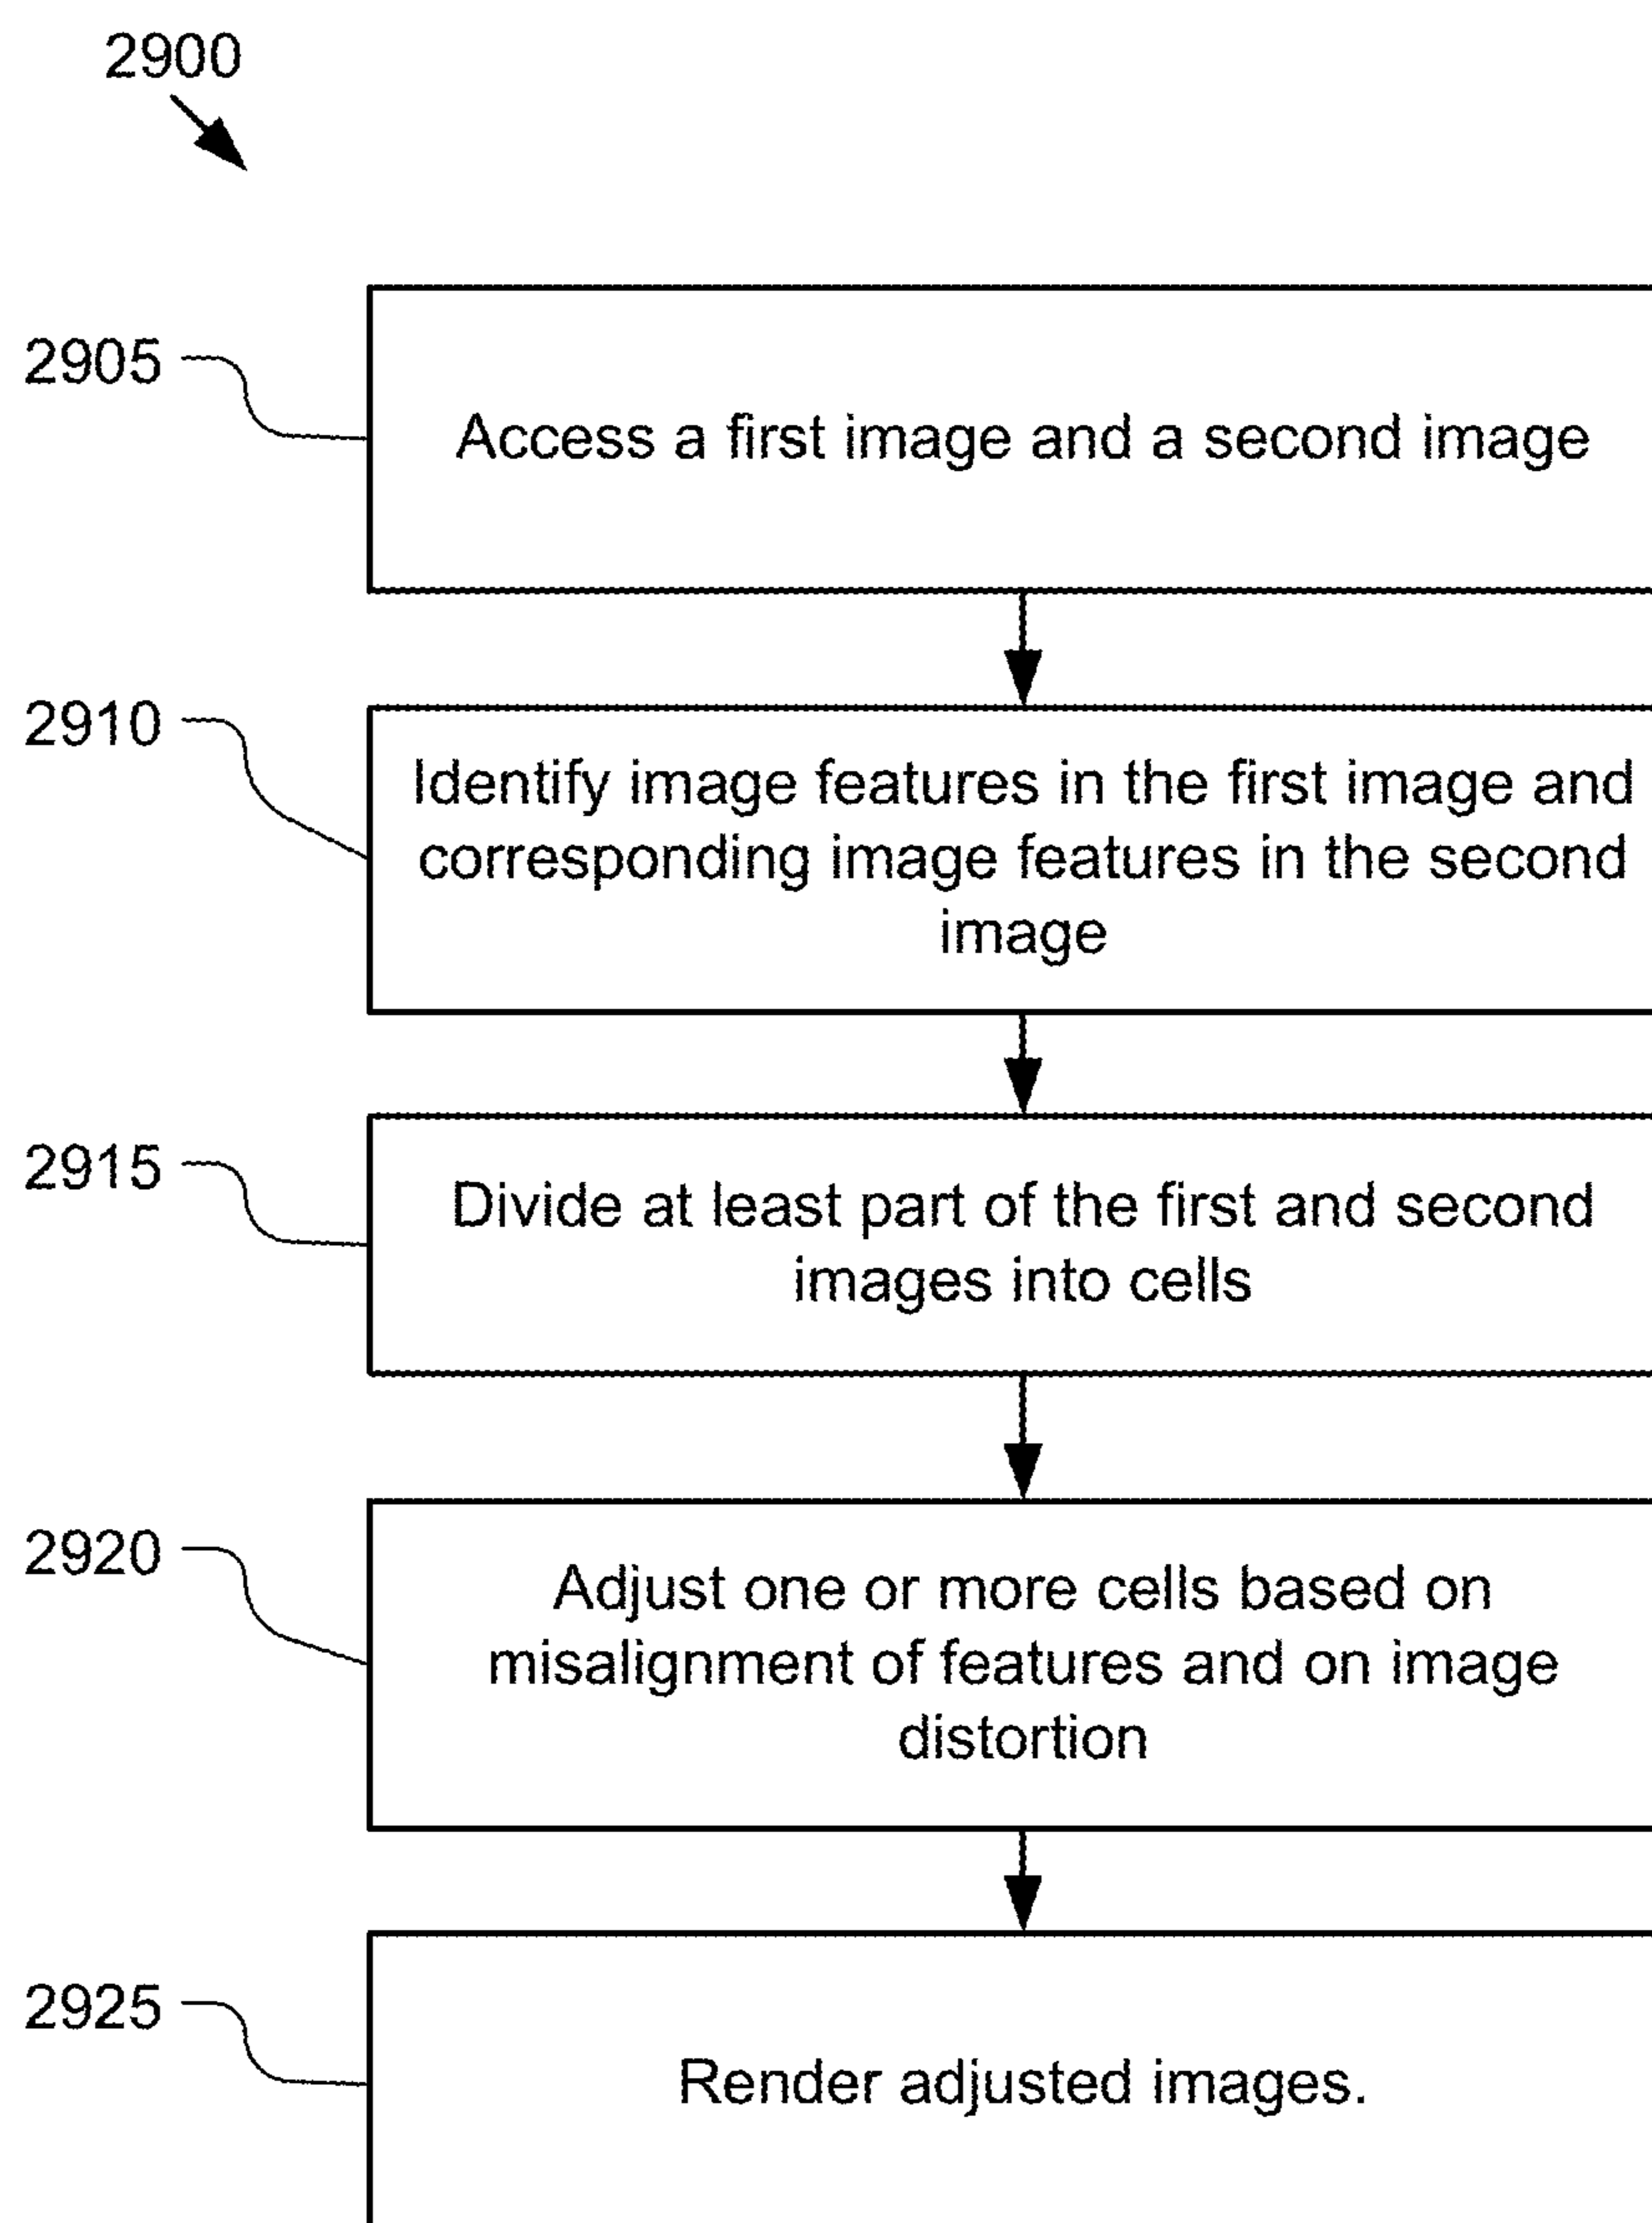 2900
2905
Access a first image and a second image
2910
Identify image features in the first image and
corresponding image features in the second
image
2915
Divide at least part of the first and second
images into cells
2920
Adjust one or more cells based on
misalignment of features and on image
distortion
2925
Render adjusted images.